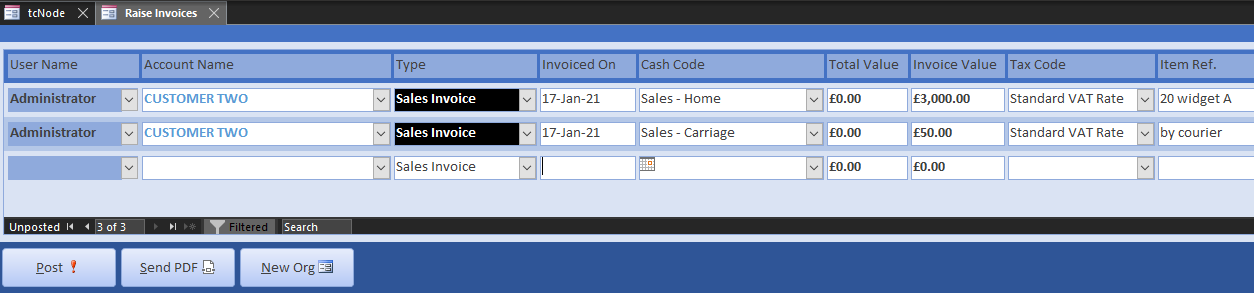 tcNode Raise Invoices
User Name Account Name Type Invoiced On Cash Code Total Value Invoice Value Tax Code Item Ref.
Administrator CUSTOMER TWO Sales Invoice 17-Jan-21 Sales - Home £0.00 £3,000.00 Standard VAT Rate 20 widget A
Administrator CUSTOMER TWO Sales Invoice 17-Jan-21 Sales - Carriage £0.00 £50.00 Standard VAT Rate by courier
Sales Invoice £0.00 £0.00
Unposted 3 of 3 Filtered Search
Post Send PDF New Org